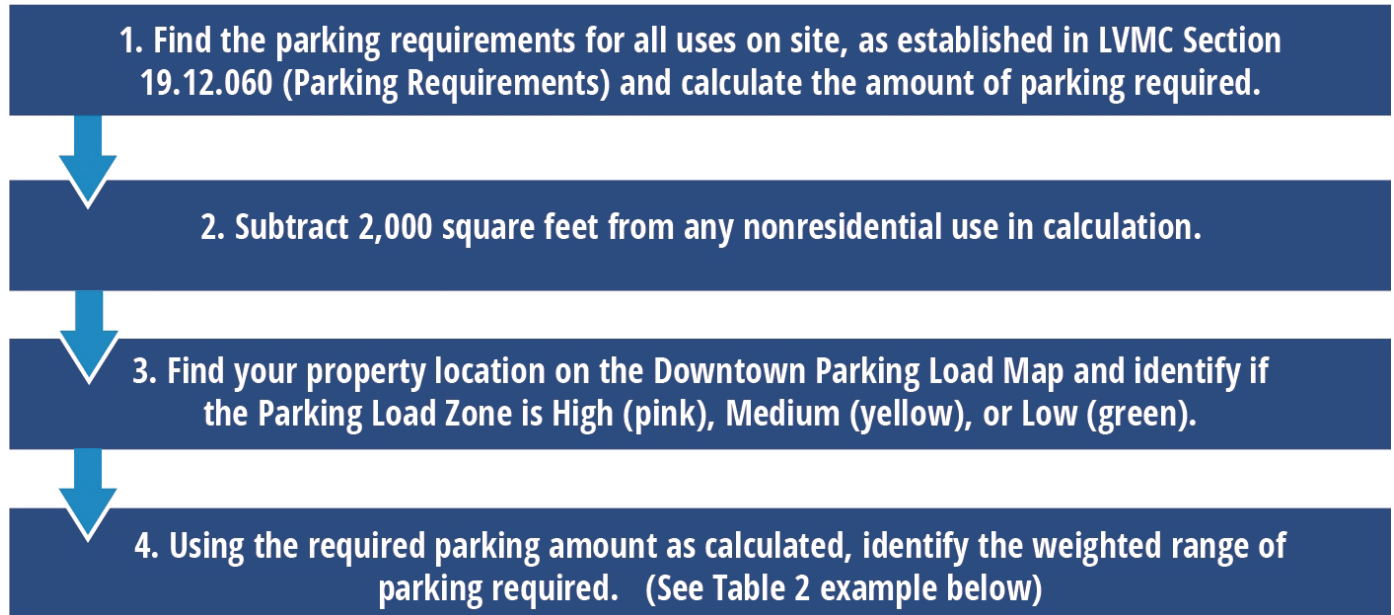 1. Find the parking requirements for all uses on site, as established in LVMC Section
19.12.060 (Parking Requirements) and calculate the amount of parking required.
2. Subtract 2,000 square feet from any nonresidential use in calculation.
3. Find your property location on the Downtown Parking Load Map and identify if
the Parking Load Zone is High (pink), Medium (yellow), or Low (green).
4. Using the required parking amount as calculated, identify the weighted range of
parking required. (See Table 2 example below)